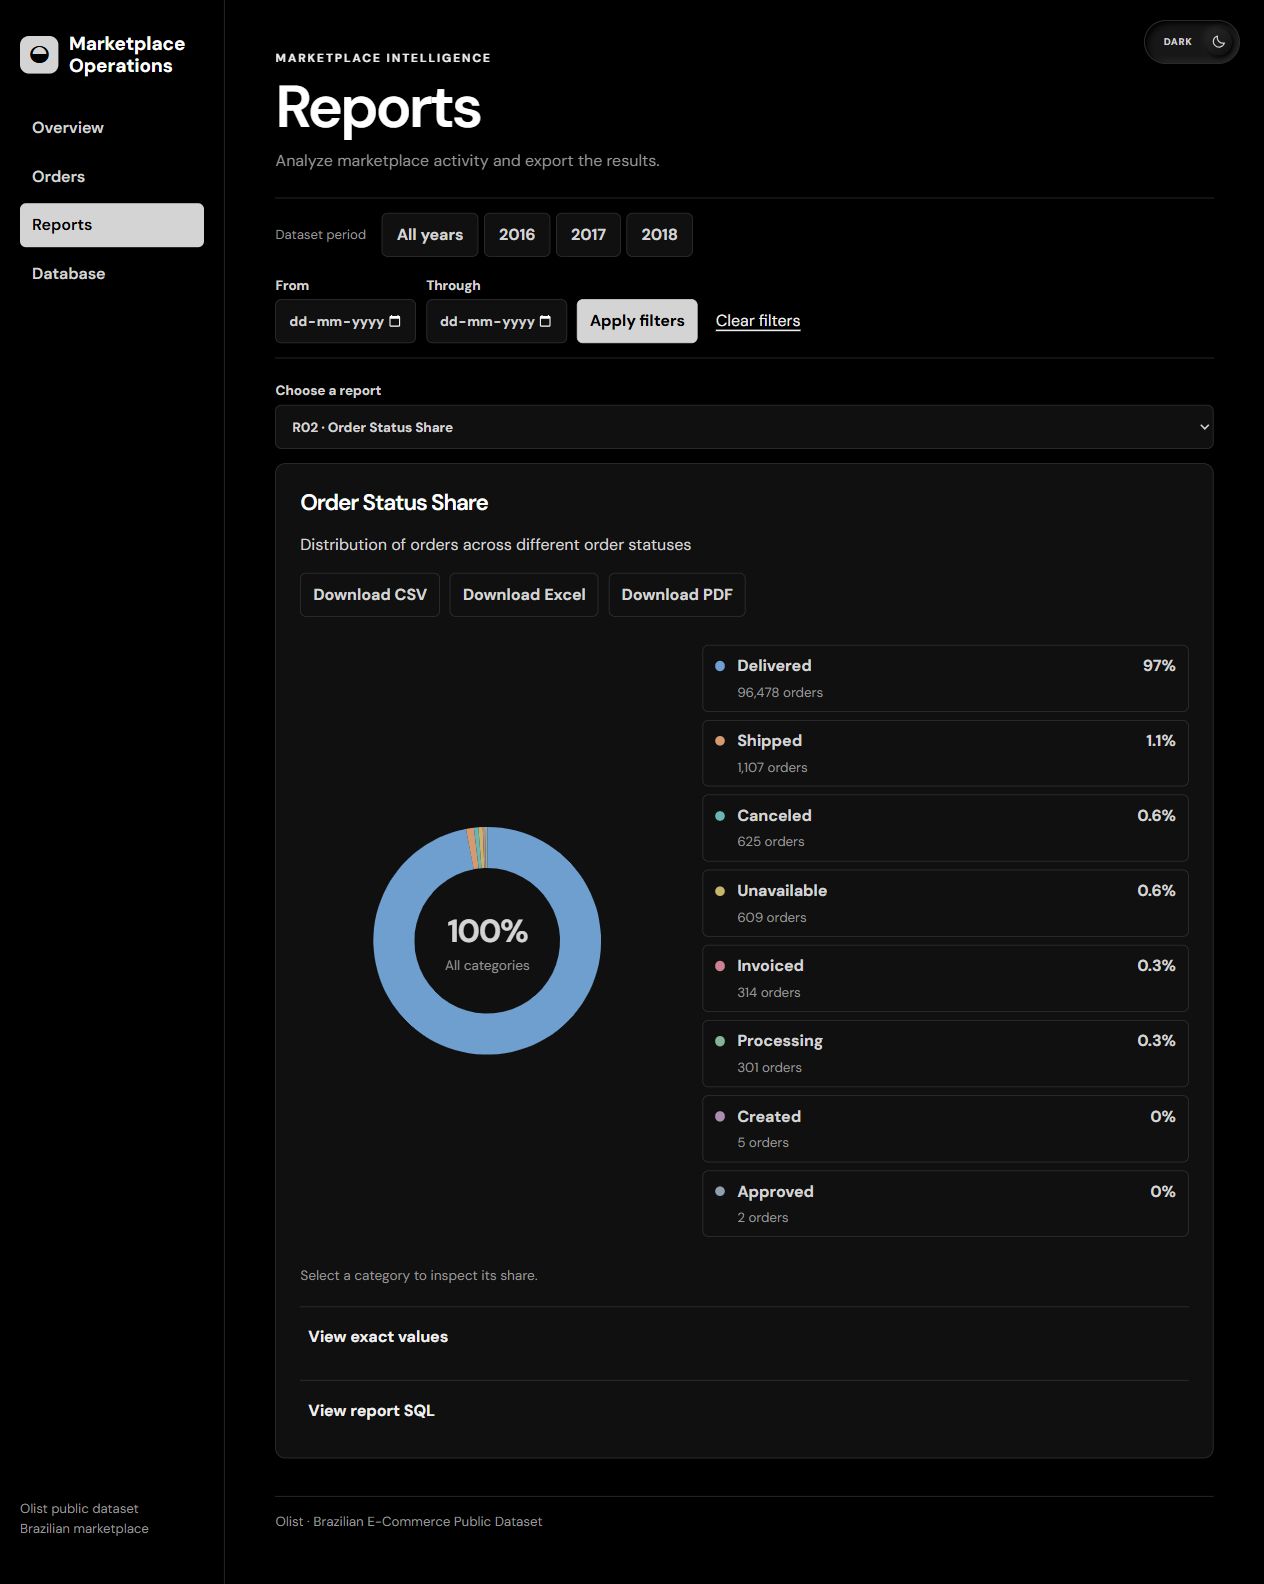 Marketplace
Operations
Overview
Orders
Reports
Database
Olist public dataset
Brazilian marketplace
DARK
MARKETPLACE INTELLIGENCE
Reports
Analyze marketplace activity and export the results.
Dataset period
All years
2016
2017
2018
From
Through
dd-mm-yyyy
dd-mm-yyyy
Apply filters
Clear filters
Choose a report
R02 · Order Status Share
Order Status Share
Distribution of orders across different order statuses
Download CSV
Download Excel
Download PDF
100%
All categories
Delivered 97%
96,478 orders
Shipped 1.1%
1,107 orders
Canceled 0.6%
625 orders
Unavailable 0.6%
609 orders
Invoiced 0.3%
314 orders
Processing 0.3%
301 orders
Created 0%
5 orders
Approved 0%
2 orders
Select a category to inspect its share.
View exact values
View report SQL
Olist · Brazilian E-Commerce Public Dataset